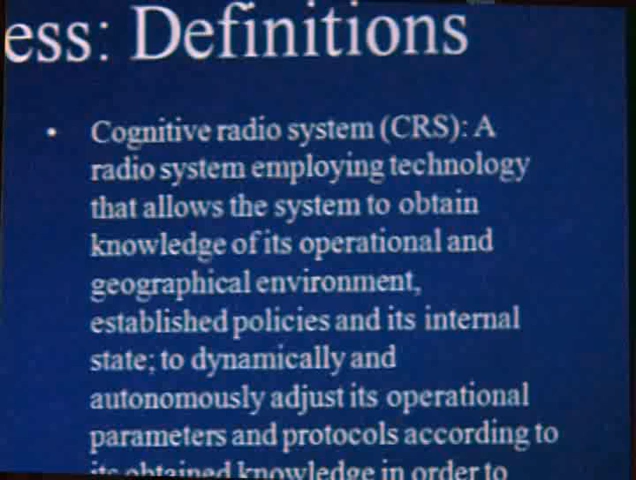 ess: Definitions
• Cognitive radio system (CRS): A
radio system employing technology
that allows the system to obtain
knowledge of its operational and
geographical environment,
established policies and its internal
state; to dynamically and
autonomously adjust its operational
parameters and protocols according to
its obtained knowledge in order to